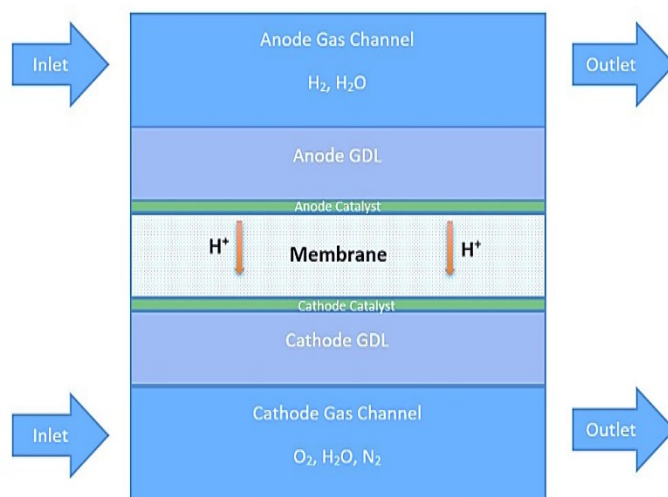 Inlet
Anode Gas Channel
H₂, H₂O
Outlet
Anode GDL
Anode Catalyst
H⁺
Membrane
H⁺
Cathode Catalyst
Cathode GDL
Inlet
Cathode Gas Channel
O₂, H₂O, N₂
Outlet